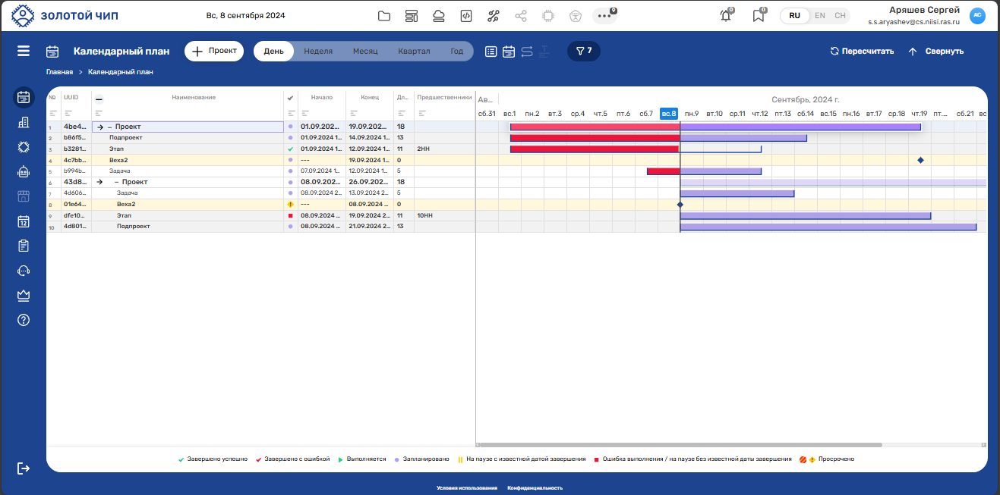 ЗОЛОТОЙ ЧИП
Вс, 8 сентября 2024
9
0
0
RU EN CH
Аряшев Сергей
s.s.aryashev@cs.niisi.ras.ru
АС
Календарный план
Проект
День Неделя Месяц Квартал Год
7
Пересчитать
Свернуть
Главная > Календарный план
№ UUID Наименование Начало Конец Дл... Предшественники
Ав... Сентябрь, 2024 г.
сб.31 вс.1 пн.2 вт.3 ср.4 чт.5 пт.6 сб.7 вс.8 пн.9 вт.10 ср.11 чт.12 пт.13 сб.14 вс.15 пн.16 вт.17 ср.18 чт.19 пт... сб.21 вс
1 4be4... – Проект 01.09.202... 19.09.202... 18
2 b86f5... Подпроект 01.09.2024 1... 14.09.2024 1... 13
3 b3281... Этап 01.09.2024 1... 12.09.2024 1... 11 2НН
4 4c7bb... Веха2 --- 19.09.2024 1... 0
5 b994b... Задача 07.09.2024 1... 12.09.2024 1... 5
6 43d8... – Проект 08.09.202... 26.09.202... 18
7 4d606... Задача 08.09.2024 2... 13.09.2024 2... 5
8 01e64... Веха2 --- 08.09.2024 ... 0
9 dfe10... Этап 08.09.2024 ... 19.09.2024 2... 11 10НН
10 4d801... Подпроект 08.09.2024 ... 21.09.2024 2... 13
12
Завершено успешно Завершено с ошибкой Выполняется Запланировано На паузе с известной датой завершения Ошибка выполнения / на паузе без известной даты завершения Просрочено
Условия использования Конфиденциальность